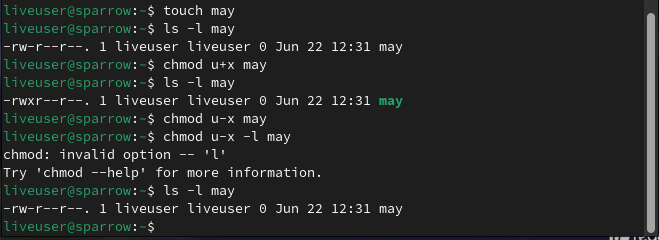 liveuser@sparrow:~$ touch may
liveuser@sparrow:~$ ls -l may
-rw-r--r--. 1 liveuser liveuser 0 Jun 22 12:31 may
liveuser@sparrow:~$ chmod u+x may
liveuser@sparrow:~$ ls -l may
-rwxr--r--. 1 liveuser liveuser 0 Jun 22 12:31 may
liveuser@sparrow:~$ chmod u-x may
liveuser@sparrow:~$ chmod u-x -l may
chmod: invalid option -- 'l'
Try 'chmod --help' for more information.
liveuser@sparrow:~$ ls -l may
-rw-r--r--. 1 liveuser liveuser 0 Jun 22 12:31 may
liveuser@sparrow:~$